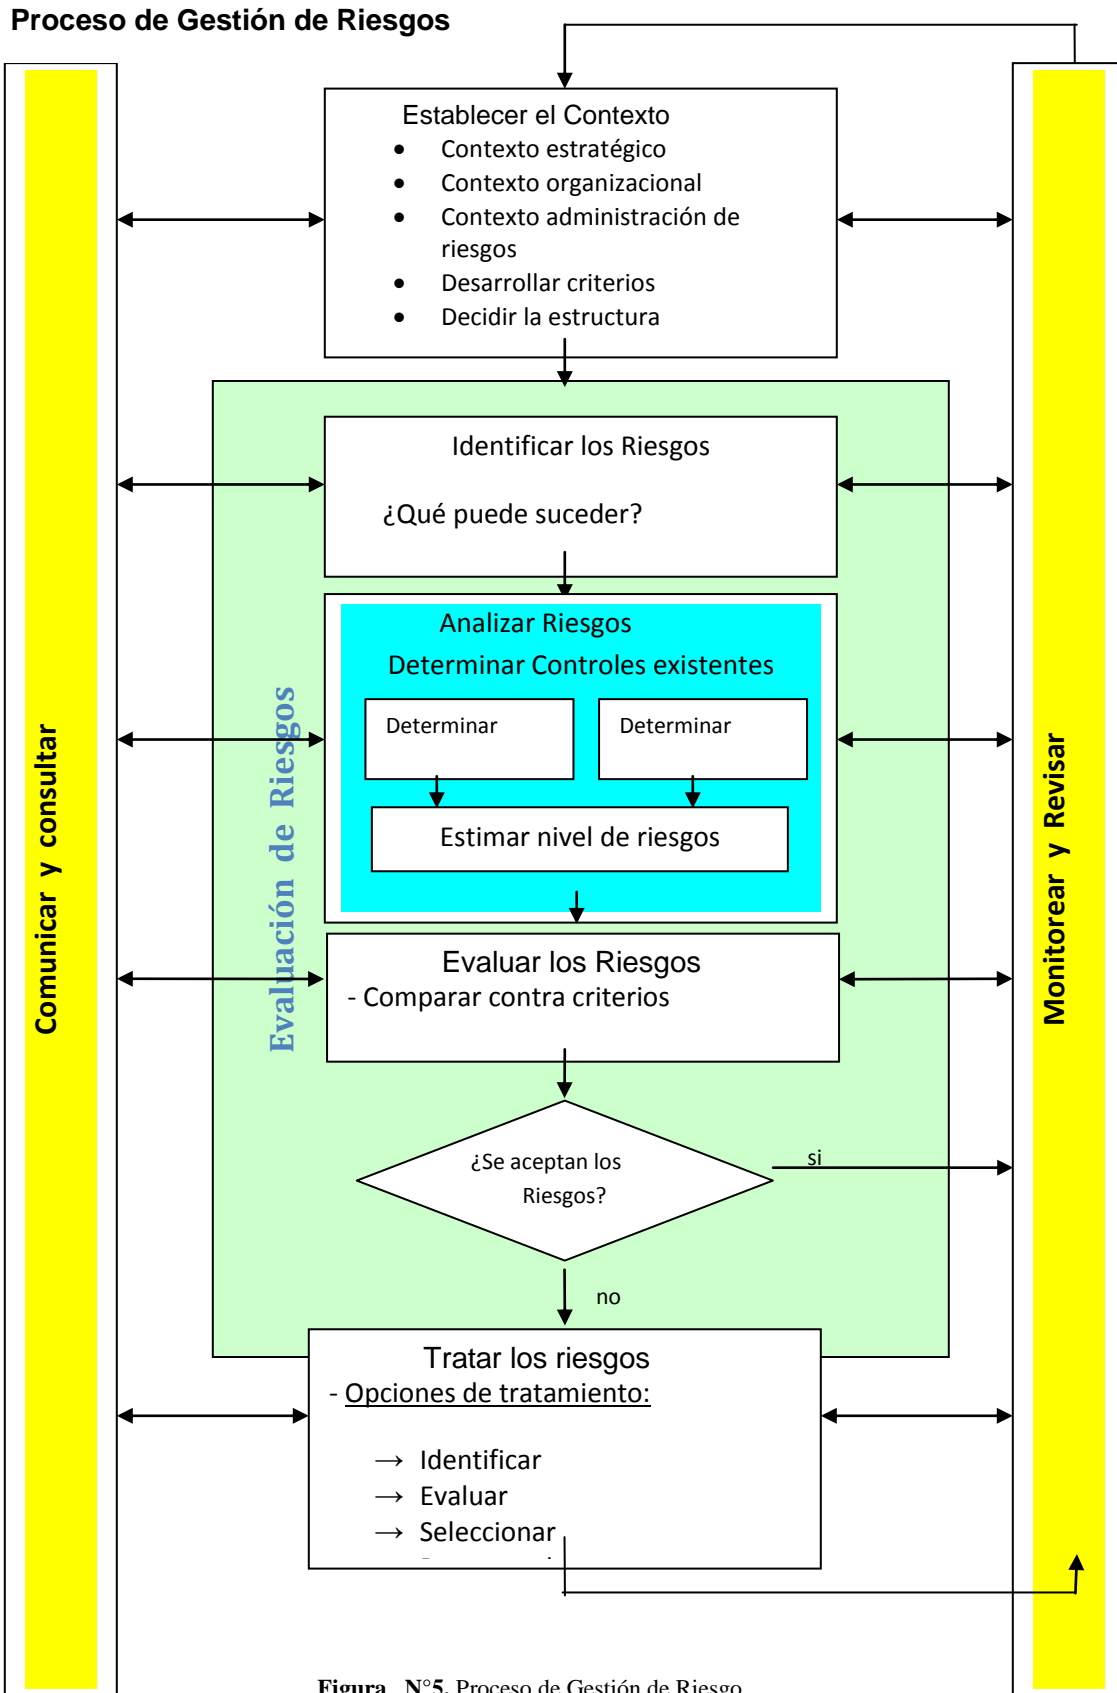 Proceso de Gestión de Riesgos
Establecer el Contexto
• Contexto estratégico
• Contexto organizacional
• Contexto administración de
riesgos
• Desarrollar criterios
• Decidir la estructura
Identificar los Riesgos
¿Qué puede suceder?
Analizar Riesgos
Determinar Controles existentes
Determinar
Determinar
Estimar nivel de riesgos
Evaluar los Riesgos
- Comparar contra criterios
¿Se aceptan los
Riesgos?
si
no
Tratar los riesgos
- Opciones de tratamiento:
→ Identificar
→ Evaluar
→ Seleccionar
Comunicar y consultar
Evaluación de Riesgos
Monitorear y Revisar
Figura N°5. Proceso de Gestión de Riesgo